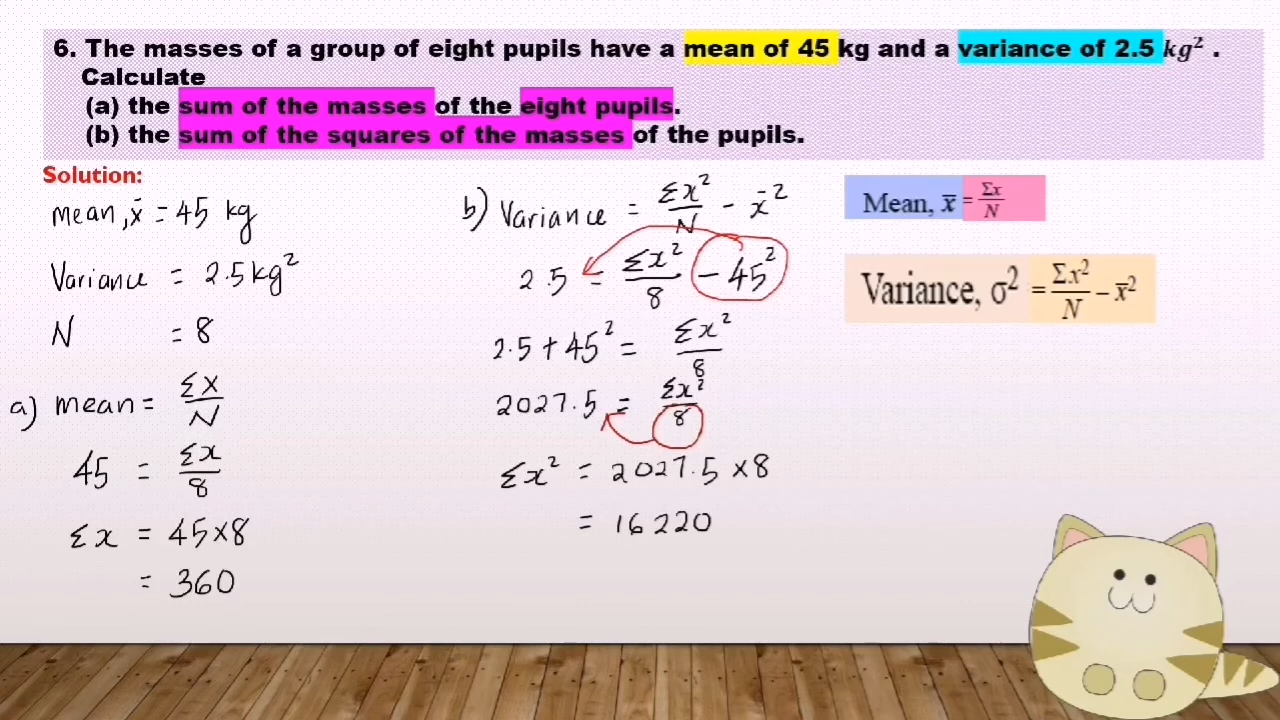 6. The masses of a group of eight pupils have a mean of 45 kg and a variance of 2.5 kg² .
Calculate
(a) the sum of the masses of the eight pupils.
(b) the sum of the squares of the masses of the pupils.
Solution:
mean, x̄ = 45 kg
Variance = 2.5 kg²
N = 8
a) mean = Σx/N
45 = Σx/8
Σx = 45 × 8
= 360
b) Variance = Σx²/N − x̄²
2.5 = Σx²/8 − 45²
2.5 + 45² = Σx²/8
2027.5 = Σx²/8
Σx² = 2027.5 × 8
= 16220
Mean, x̄ = Σx/N
Variance, σ² = Σx²/N − x̄²